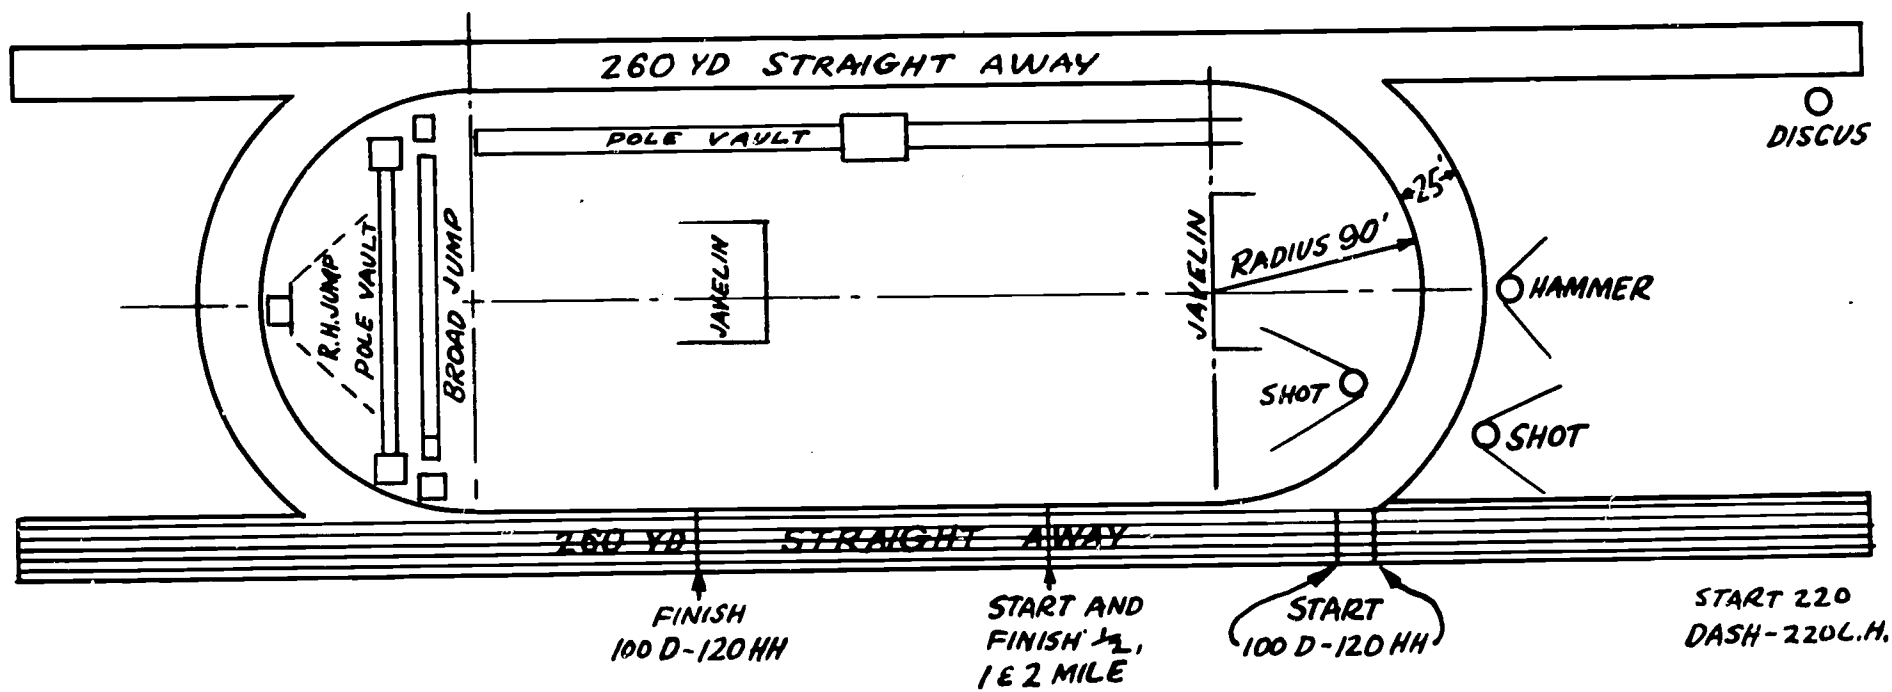 260 YD STRAIGHT AWAY
DISCUS
POLE VAULT
25'
RADIUS 90'
JAVELIN
JAVELIN
BROAD JUMP
POLE VAULT
R.H. JUMP
HAMMER
SHOT
SHOT
260 YD STRAIGHT AWAY
FINISH
100 D-120 HH
START AND
FINISH ½,
1 & 2 MILE
START
100 D-120 HH
START 220
DASH-220 L.H.